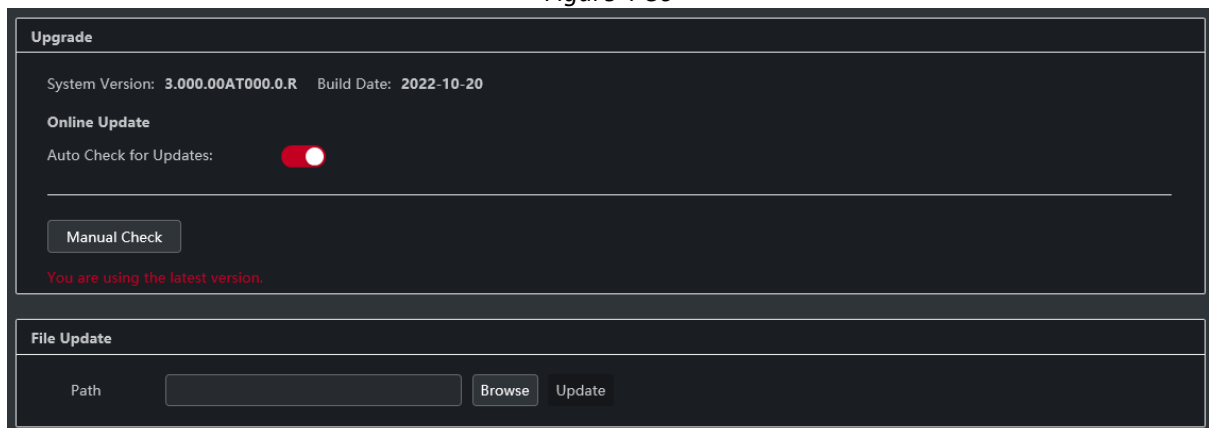 Upgrade
System Version: 3.000.00AT000.0.R Build Date: 2022-10-20
Online Update
Auto Check for Updates:
Manual Check
You are using the latest version.
File Update
Path Browse Update